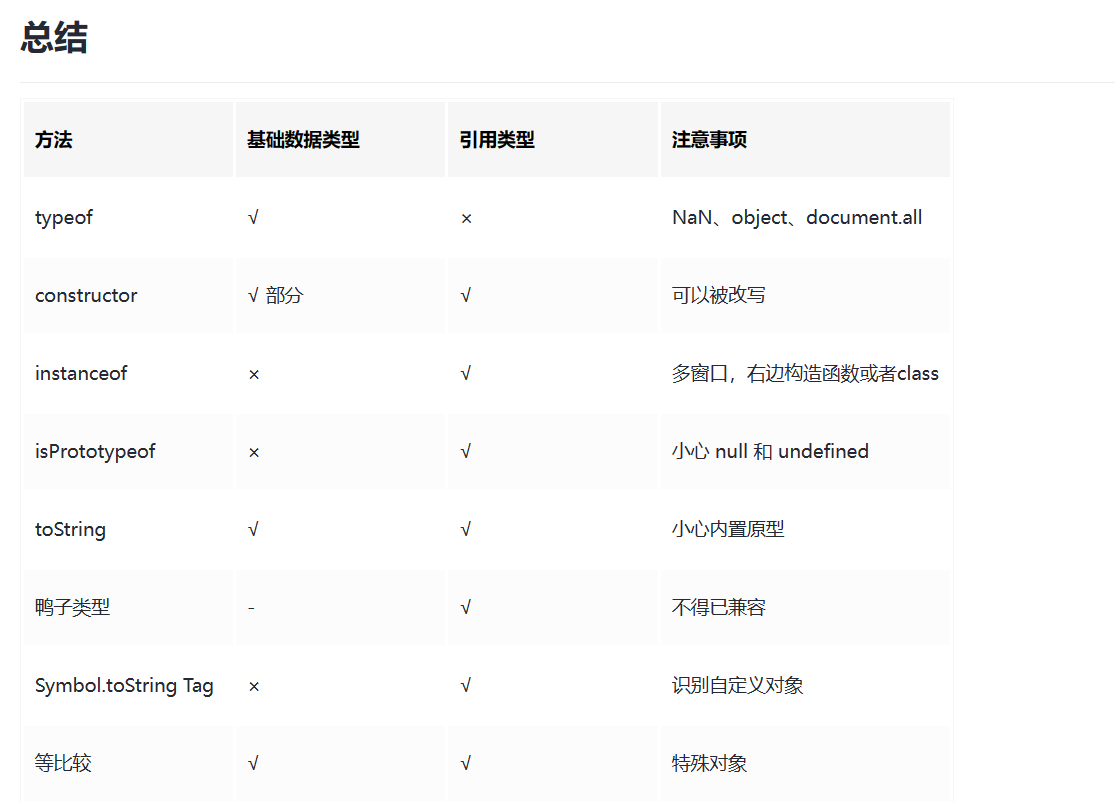 总结
方法 基础数据类型 引用类型 注意事项
typeof √ × NaN、object、document.all
constructor √ 部分 √ 可以被改写
instanceof × √ 多窗口，右边构造函数或者class
isPrototypeof × √ 小心 null 和 undefined
toString √ √ 小心内置原型
鸭子类型 - √ 不得已兼容
Symbol.toString Tag × √ 识别自定义对象
等比较 √ √ 特殊对象